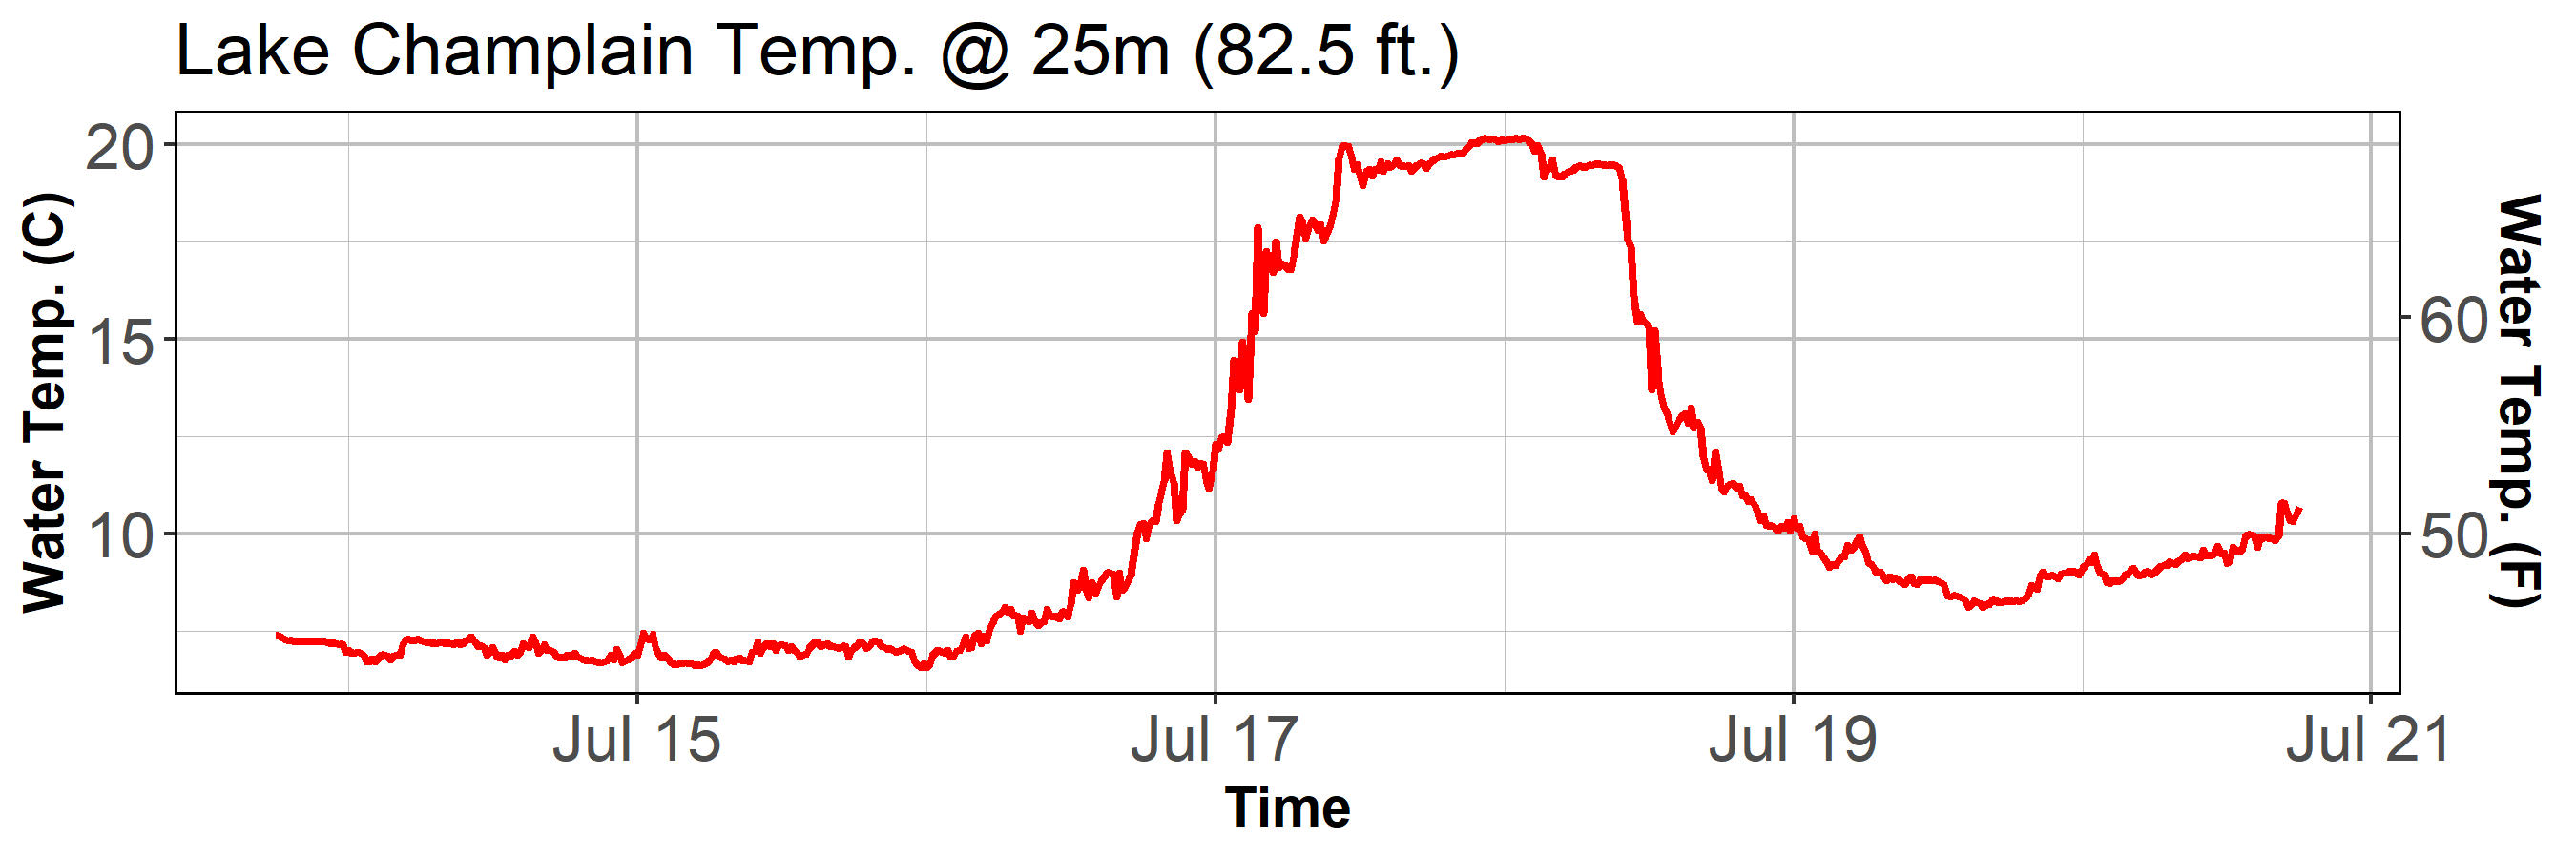 Lake Champlain Temp. @ 25m (82.5 ft.)
Water Temp. (C)
20
15
10
60
50
Water Temp. (F)
Jul 15 Jul 17 Jul 19 Jul 21
Time